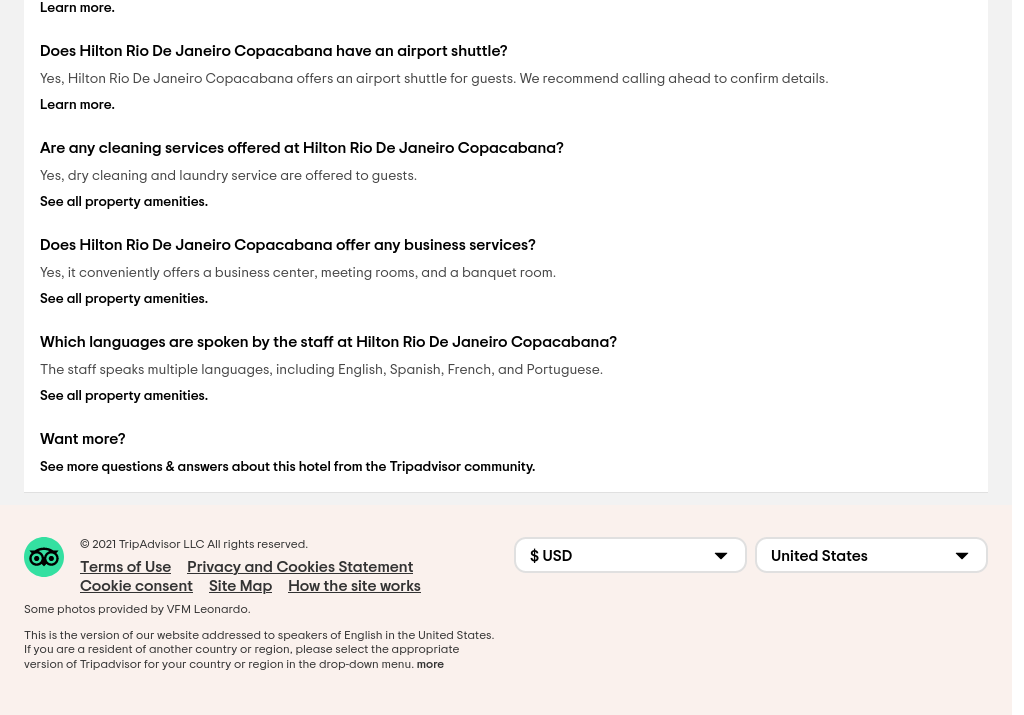 Learn more.
Does Hilton Rio De Janeiro Copacabana have an airport shuttle?
Yes, Hilton Rio De Janeiro Copacabana offers an airport shuttle for guests. We recommend calling ahead to confirm details.
Learn more.
Are any cleaning services offered at Hilton Rio De Janeiro Copacabana?
Yes, dry cleaning and laundry service are offered to guests.
See all property amenities.
Does Hilton Rio De Janeiro Copacabana offer any business services?
Yes, it conveniently offers a business center, meeting rooms, and a banquet room.
See all property amenities.
Which languages are spoken by the staff at Hilton Rio De Janeiro Copacabana?
The staff speaks multiple languages, including English, Spanish, French, and Portuguese.
See all property amenities.
Want more?
See more questions & answers about this hotel from the Tripadvisor community.
© 2021 TripAdvisor LLC All rights reserved.
Terms of Use Privacy and Cookies Statement
Cookie consent Site Map How the site works
Some photos provided by VFM Leonardo.
This is the version of our website addressed to speakers of English in the United States.
If you are a resident of another country or region, please select the appropriate
version of Tripadvisor for your country or region in the drop-down menu. more
$ USD
United States